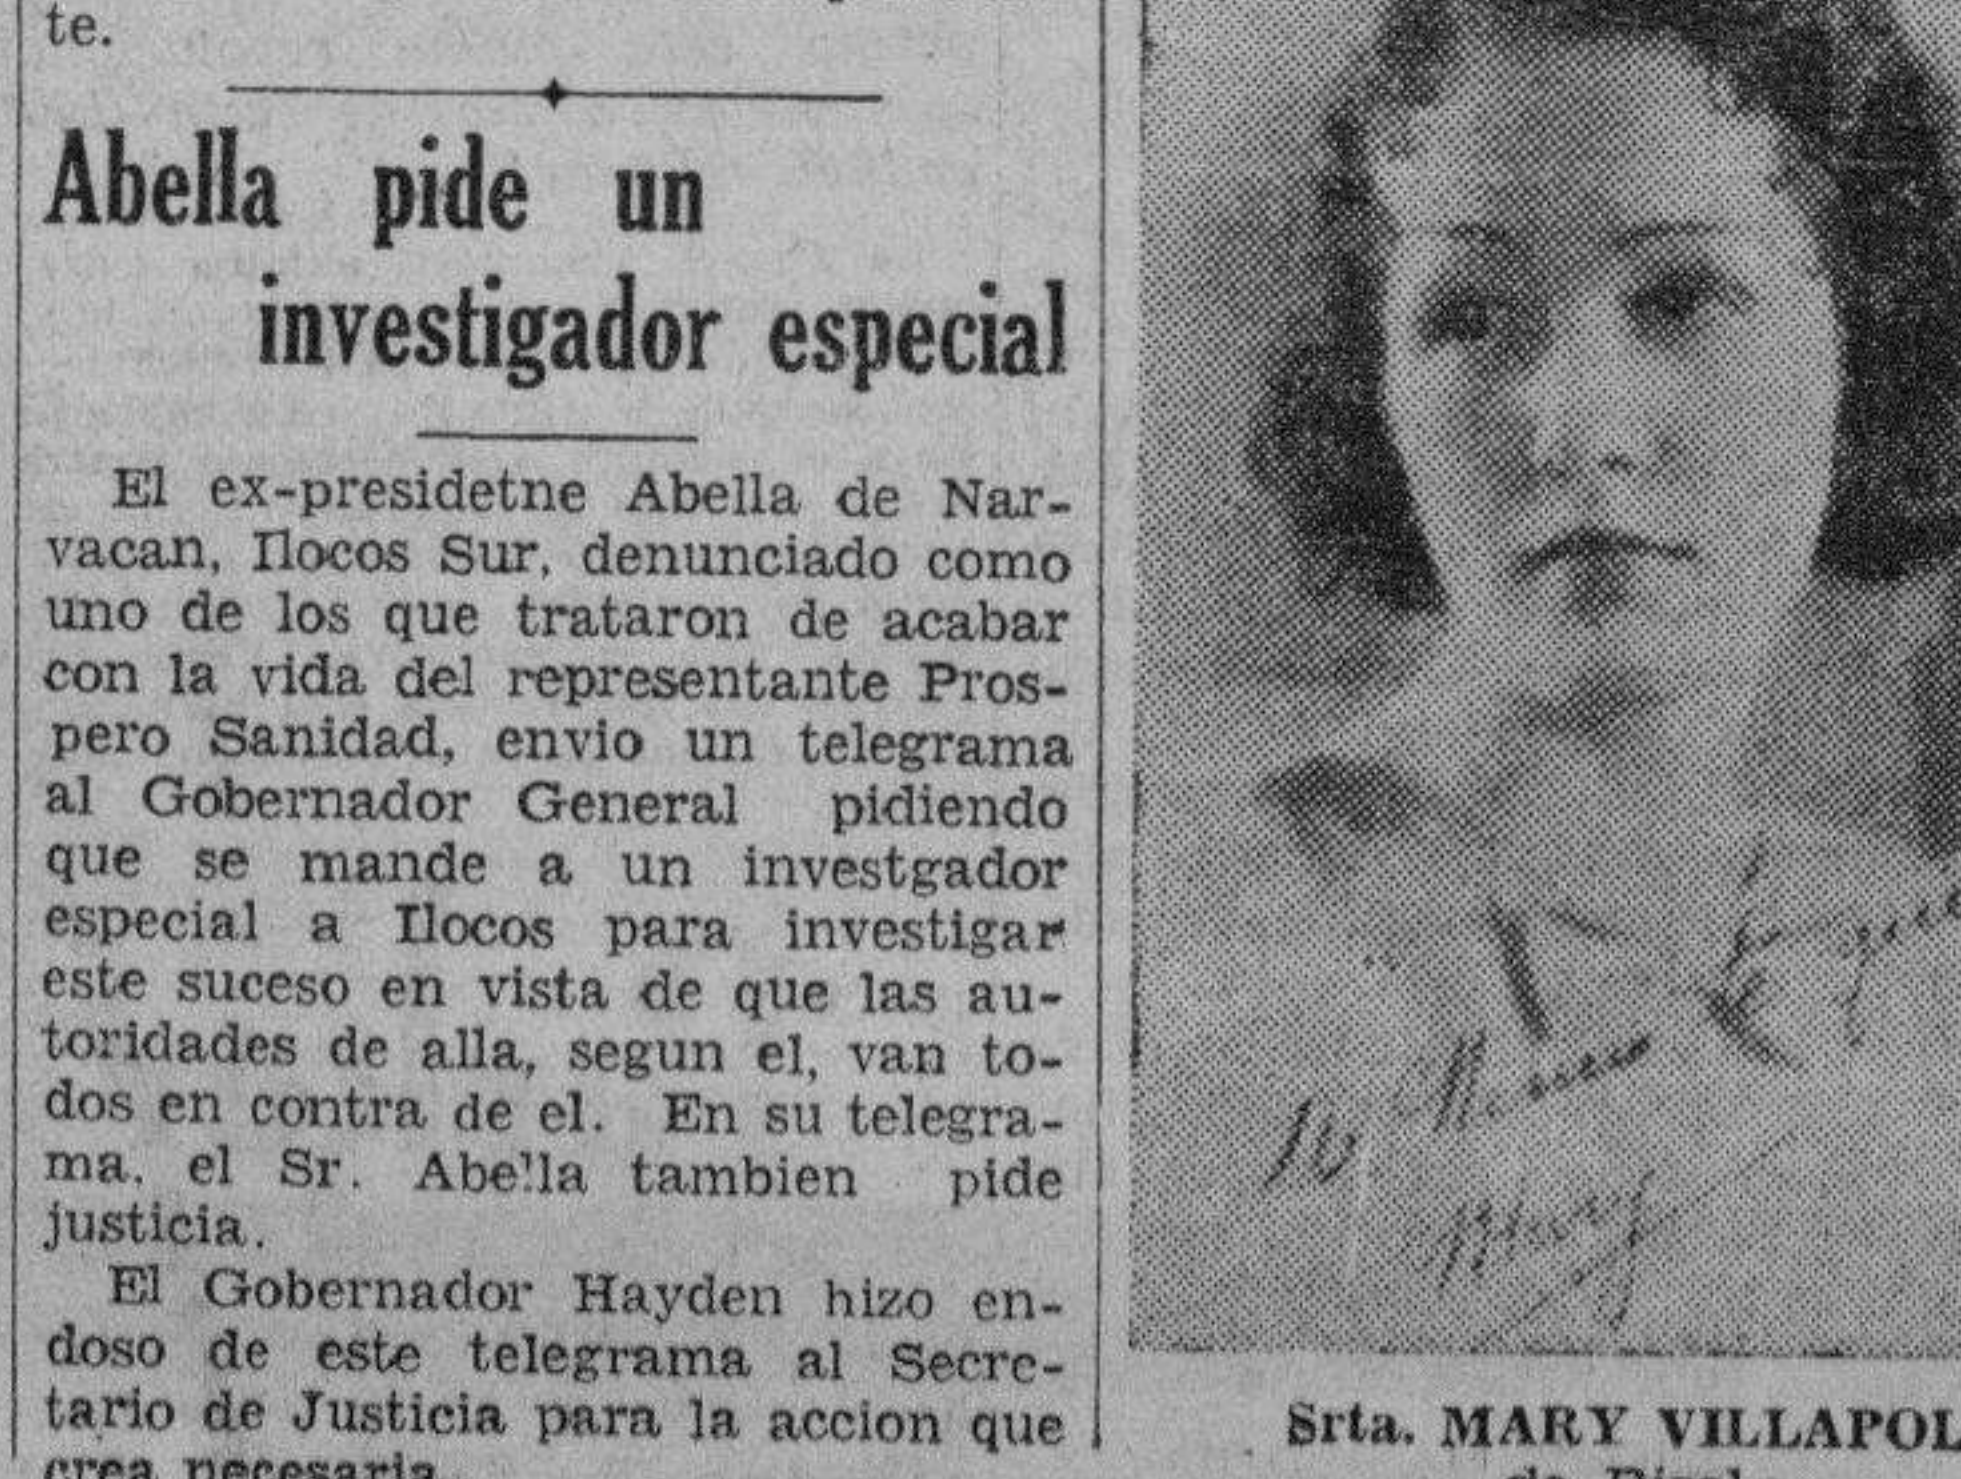 te.
Abella pide un
investigador especial
El ex-presidetne Abella de Nar-
vacan, Ilocos Sur, denunciado como
uno de los que trataron de acabar
con la vida del representante Pros-
pero Sanidad, envio un telegrama
al Gobernador General pidiendo
que se mande a un investgador
especial a Ilocos para investigar
este suceso en vista de que las au-
toridades de alla, segun el, van to-
dos en contra de el. En su telegra-
ma, el Sr. Abella tambien pide
justicia.
El Gobernador Hayden hizo en-
doso de este telegrama al Secre-
tario de Justicia para la accion que
crea necesaria.
Mary
Srta. MARY VILLAPOL